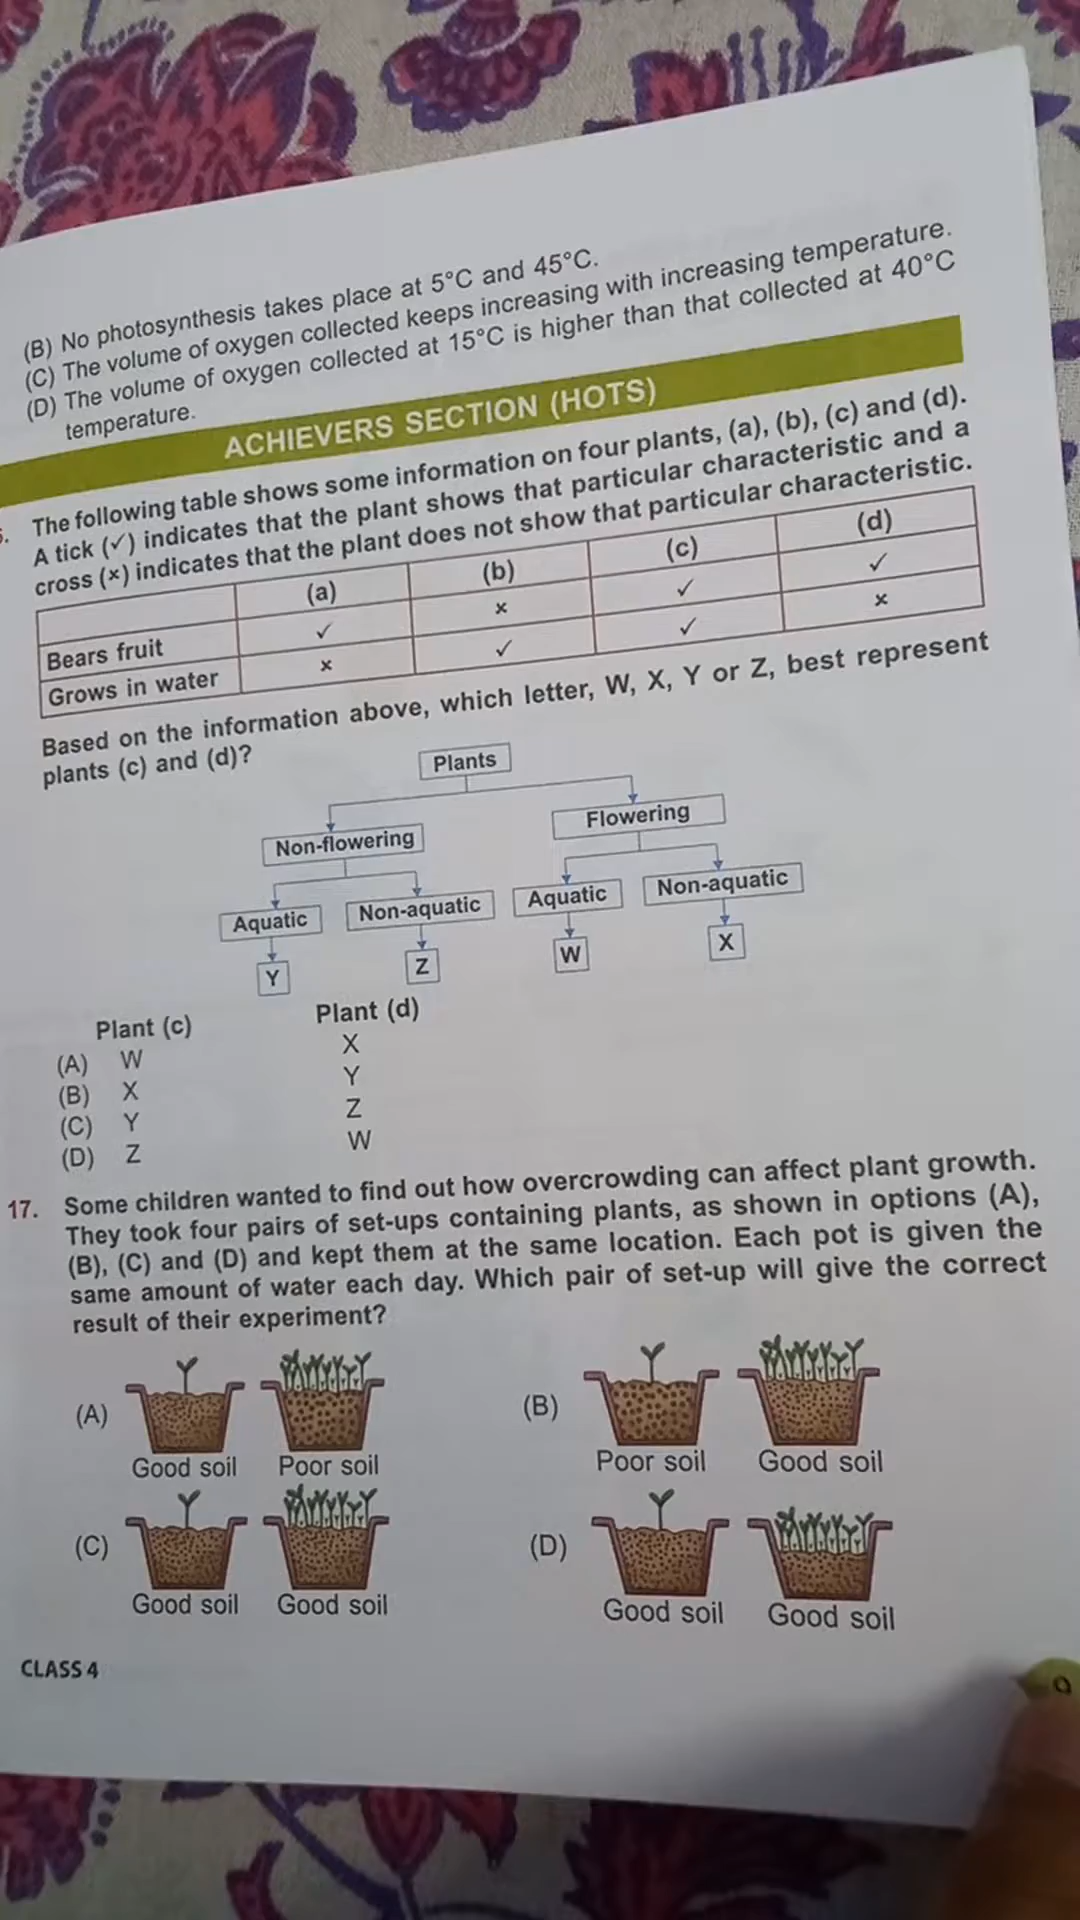 (B) No photosynthesis takes place at 5°C and 45°C.
(C) The volume of oxygen collected keeps increasing with increasing temperature.
(D) The volume of oxygen collected at 15°C is higher than that collected at 40°C
temperature.
ACHIEVERS SECTION (HOTS)
The following table shows some information on four plants, (a), (b), (c) and (d).
A tick (✓) indicates that the plant shows that particular characteristic and a
cross (×) indicates that the plant does not show that particular characteristic.
(a) (b) (c) (d)
Bears fruit ✓ × ✓ ✓
Grows in water × ✓ ✓ ×
Based on the information above, which letter, W, X, Y or Z, best represent
plants (c) and (d)?
Plants
Non-flowering Flowering
Aquatic Non-aquatic Aquatic Non-aquatic
Y Z W X
Plant (c) Plant (d)
(A) W X
(B) X Y
(C) Y Z
(D) Z W
17. Some children wanted to find out how overcrowding can affect plant growth.
They took four pairs of set-ups containing plants, as shown in options (A),
(B), (C) and (D) and kept them at the same location. Each pot is given the
same amount of water each day. Which pair of set-up will give the correct
result of their experiment?
(A) (B)
Good soil Poor soil Poor soil Good soil
(C) (D)
Good soil Good soil Good soil Good soil
CLASS 4